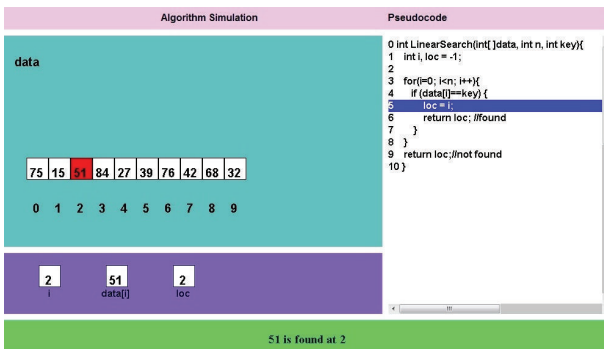 Algorithm Simulation
Pseudocode
data
75 15 51 84 27 39 76 42 68 32
0 1 2 3 4 5 6 7 8 9
2 51 2
i data[i] loc
0 int LinearSearch(int[ ]data, int n, int key){
1 int i, loc = -1;
2
3 for(i=0; i<n; i++){
4 if (data[i]==key) {
5 loc = i;
6 return loc; //found
7 }
8 }
9 return loc;//not found
10 }
51 is found at 2